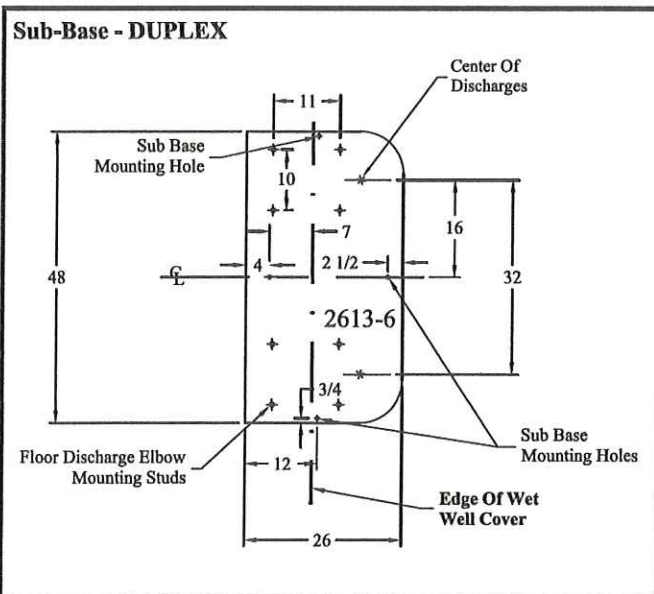 Sub-Base - DUPLEX
Center Of
Discharges
11
Sub Base
Mounting Hole
10
16
7
4
2 1/2
48
C̵L
32
2613-6
3/4
Floor Discharge Elbow
Mounting Studs
12
Sub Base
Mounting Holes
Edge Of Wet
Well Cover
26